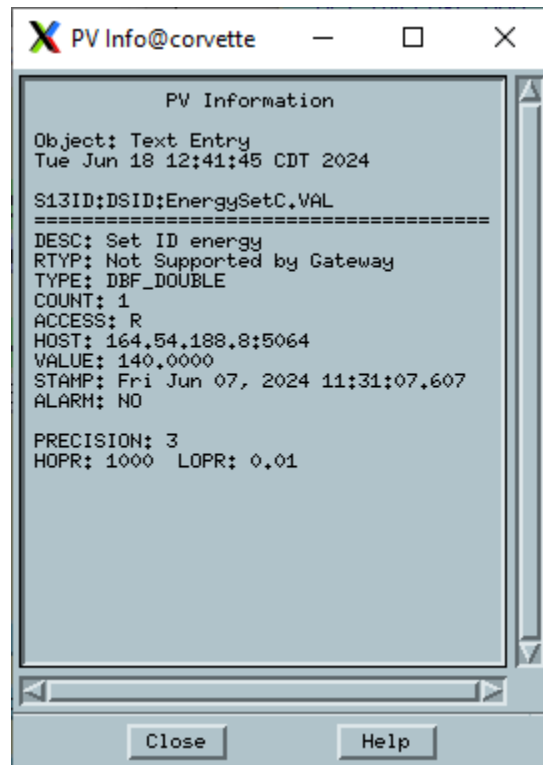 PV Info@corvette
PV Information
Object: Text Entry
Tue Jun 18 12:41:45 CDT 2024
S13ID:DSID:EnergySetC.VAL
======================================
DESC: Set ID energy
RTYP: Not Supported by Gateway
TYPE: DBF_DOUBLE
COUNT: 1
ACCESS: R
HOST: 164.54.188.8:5064
VALUE: 140.0000
STAMP: Fri Jun 07, 2024 11:31:07.607
ALARM: NO
PRECISION: 3
HOPR: 1000  LOPR: 0.01
Close Help